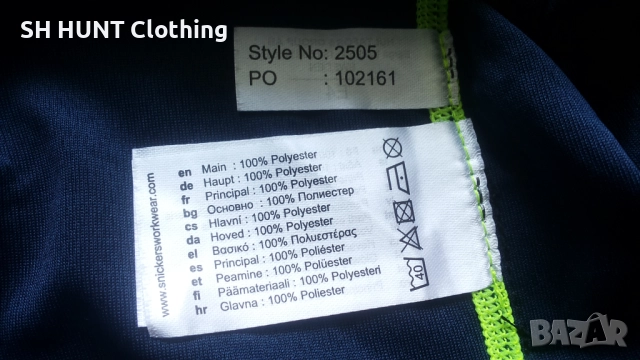 SH HUNT Clothing
Style No: 2505
PO : 102161
www.snickersworkwear.com
en Main : 100% Polyester
de Haupt : 100% Polyester
fr Principal : 100% Polyester
bg Основно : 100% Полиестер
cs Hlavní : 100% Polyester
da Hoved : 100% Polyester
el Βασικό : 100% Πολυεστέρας
es Principal : 100% Poliéster
et Peamine : 100% Polüester
fi Päämateriaali : 100% Polyesteri
hr Glavna : 100% Poliester
40
BAZAR